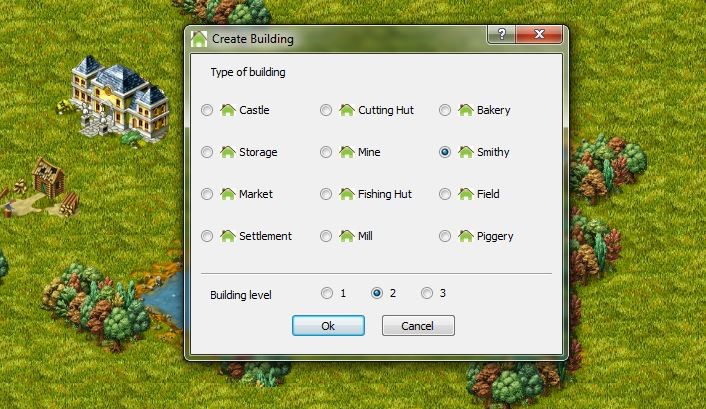 Create Building
?
Type of building
Castle Cutting Hut Bakery
Storage Mine Smithy
Market Fishing Hut Field
Settlement Mill Piggery
Building level 1 2 3
Ok Cancel